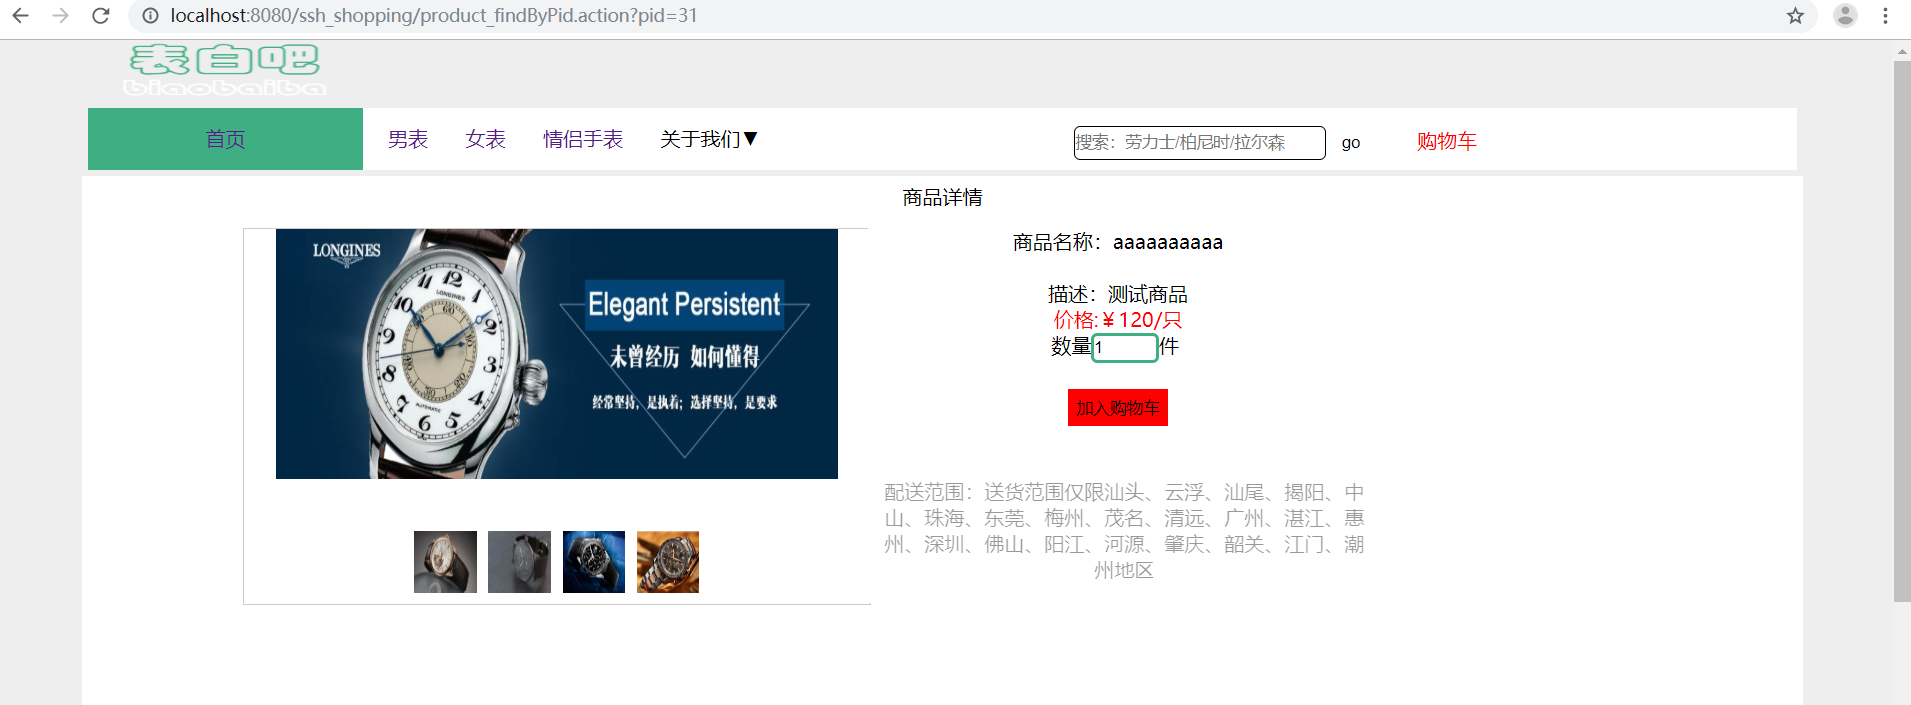 localhost:8080/ssh_shopping/product_findByPid.action?pid=31
表白吧
biaobaiba
首页 男表 女表 情侣手表 关于我们▼ 搜索：劳力士/柏尼时/拉尔森 go 购物车
商品详情
LONGINES
Elegant Persistent
未曾经历 如何懂得
经常坚持，是执着；选择坚持，是要求
商品名称：aaaaaaaaaa
描述：测试商品
价格:￥120/只
数量1件
加入购物车
配送范围：送货范围仅限汕头、云浮、汕尾、揭阳、中
山、珠海、东莞、梅州、茂名、清远、广州、湛江、惠
州、深圳、佛山、阳江、河源、肇庆、韶关、江门、潮
州地区